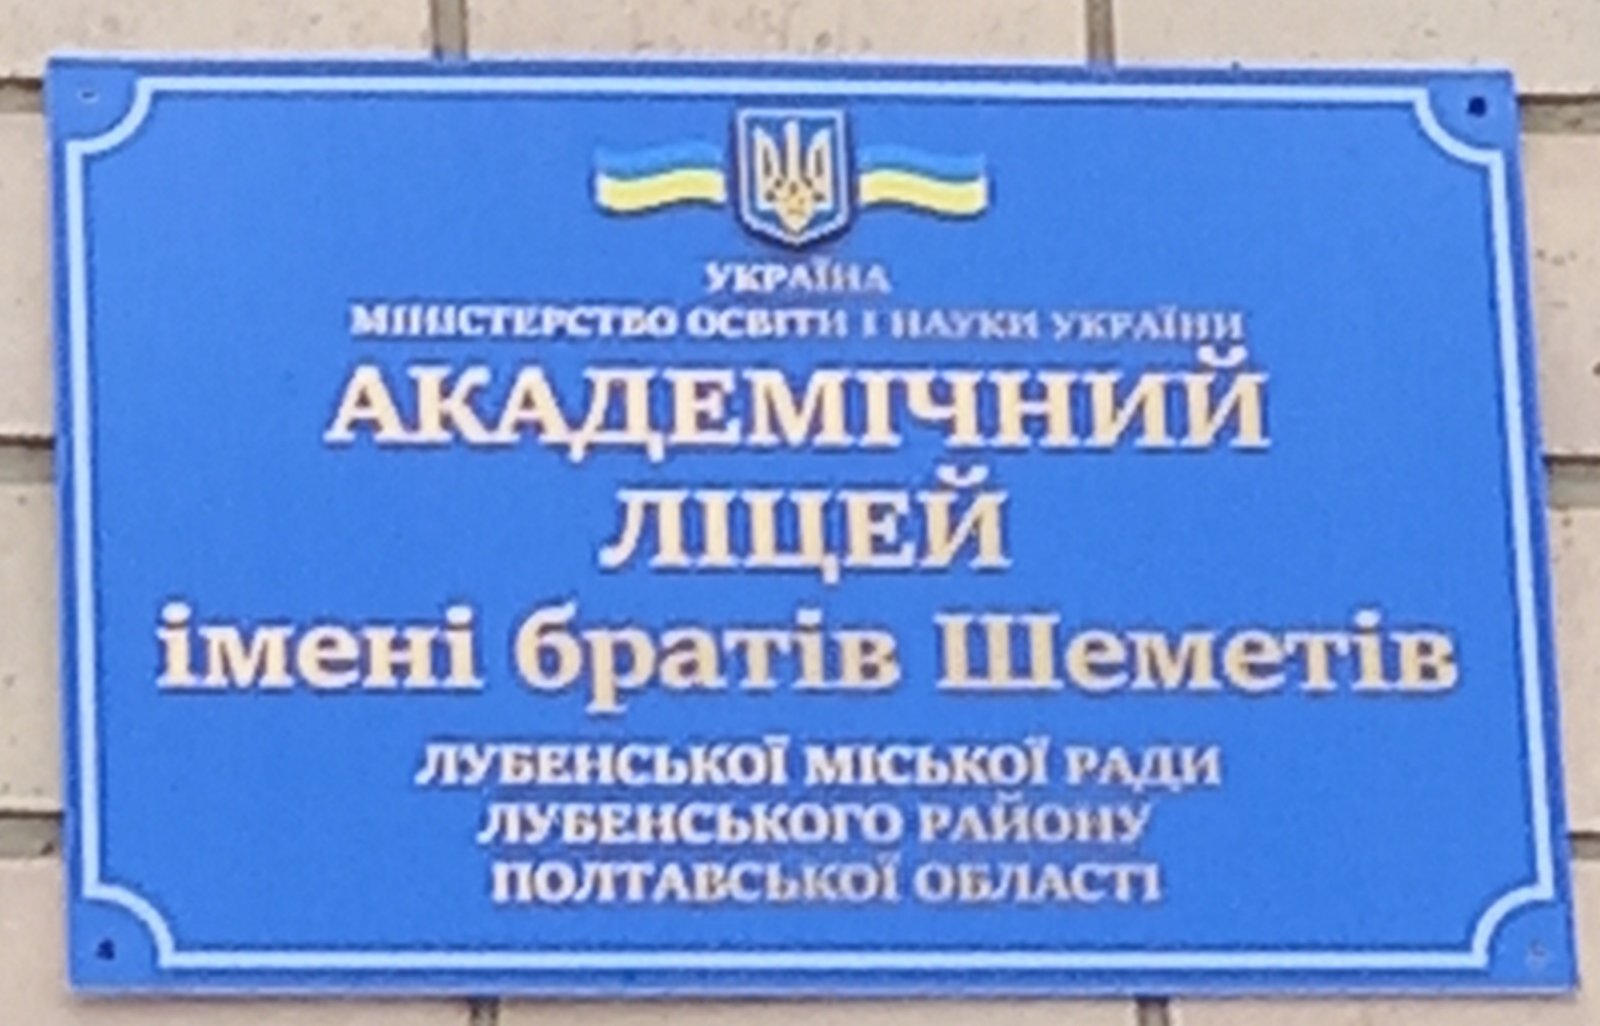 УКРАЇНА
МІНІСТЕРСТВО ОСВІТИ І НАУКИ УКРАЇНИ
АКАДЕМІЧНИЙ
ЛІЦЕЙ
імені братів Шеметів
ЛУБЕНСЬКОЇ МІСЬКОЇ РАДИ
ЛУБЕНСЬКОГО РАЙОНУ
ПОЛТАВСЬКОЇ ОБЛАСТІ